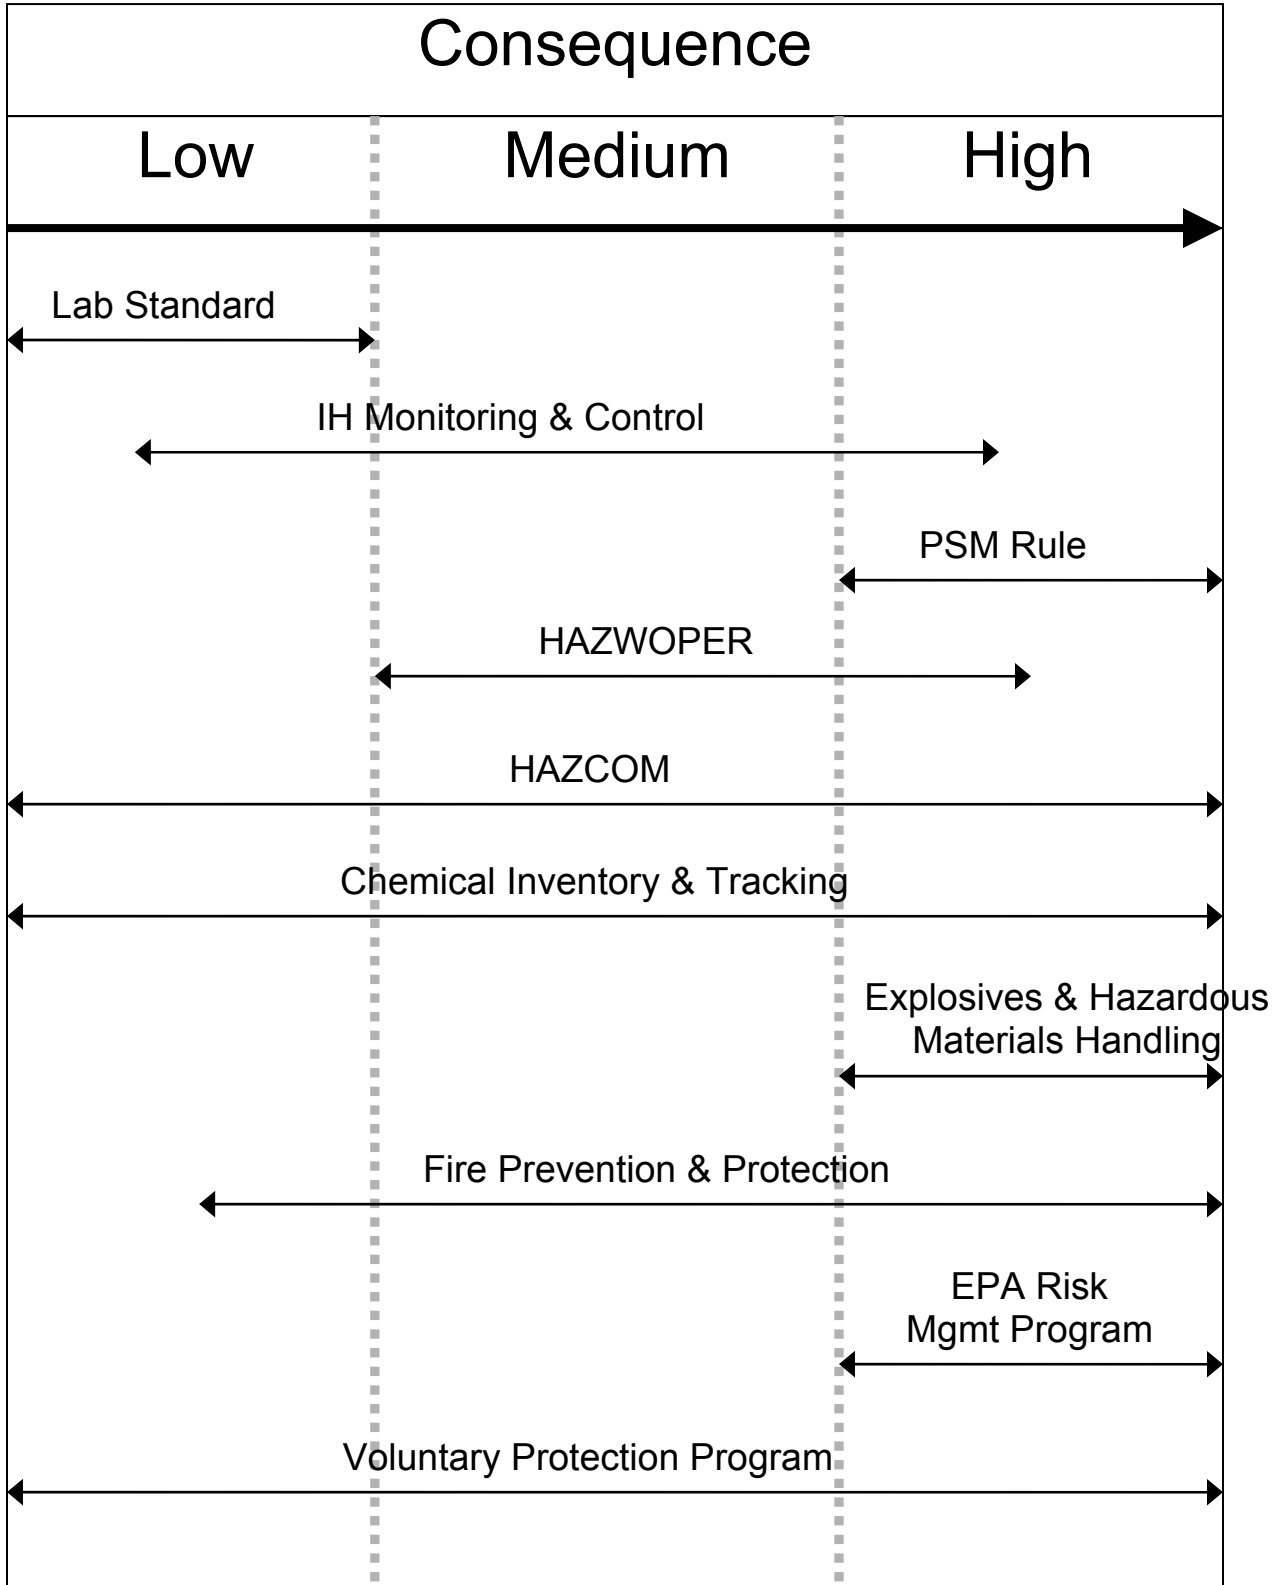 Consequence
Low Medium High
Lab Standard
IH Monitoring & Control
PSM Rule
HAZWOPER
HAZCOM
Chemical Inventory & Tracking
Explosives & Hazardous
Materials Handling
Fire Prevention & Protection
EPA Risk
Mgmt Program
Voluntary Protection Program